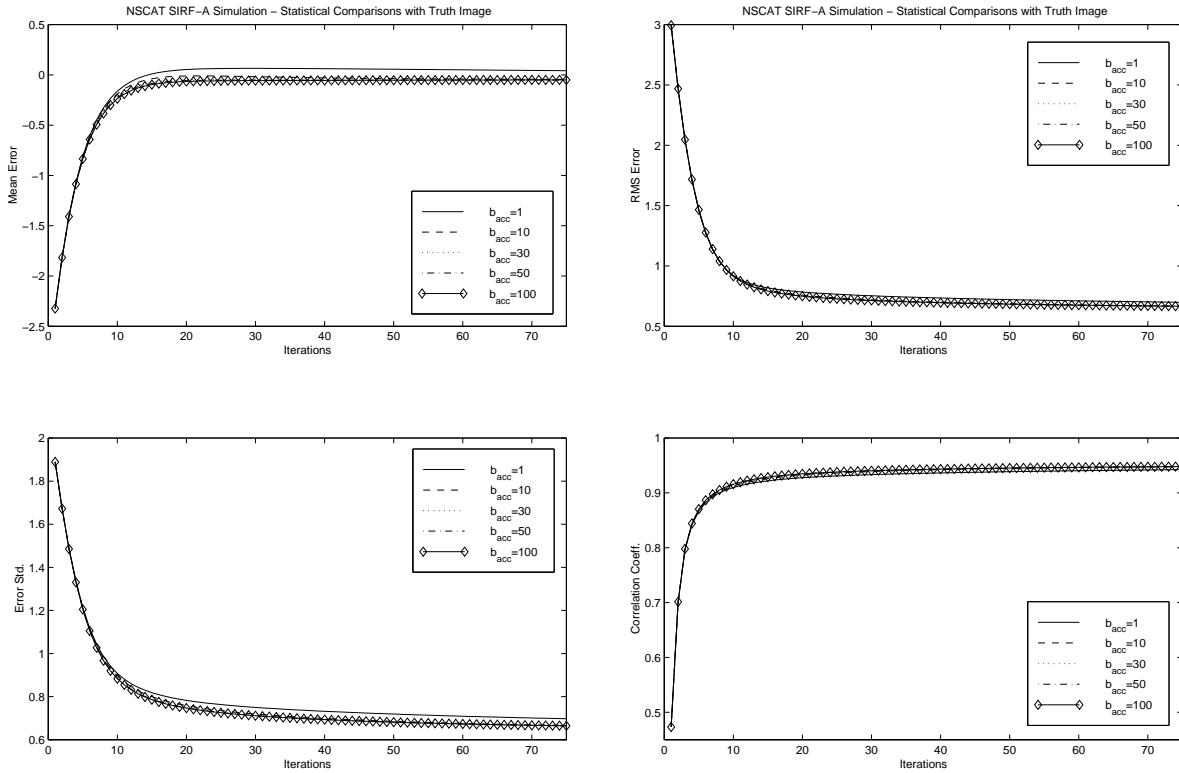 NSCAT SIRF−A Simulation − Statistical Comparisons with Truth Image
0.5
0
−0.5
−1
−1.5
−2
−2.5
Mean Error
0 10 20 30 40 50 60 70
Iterations
b_acc=1
b_acc=10
b_acc=30
b_acc=50
b_acc=100
NSCAT SIRF−A Simulation − Statistical Comparisons with Truth Image
3
2.5
2
1.5
1
0.5
RMS Error
0 10 20 30 40 50 60 70
Iterations
b_acc=1
b_acc=10
b_acc=30
b_acc=50
b_acc=100
2
1.8
1.6
1.4
1.2
1
0.8
0.6
Error Std.
0 10 20 30 40 50 60 70
Iterations
b_acc=1
b_acc=10
b_acc=30
b_acc=50
b_acc=100
1
0.9
0.8
0.7
0.6
0.5
Correlation Coeff.
0 10 20 30 40 50 60 70
Iterations
b_acc=1
b_acc=10
b_acc=30
b_acc=50
b_acc=100